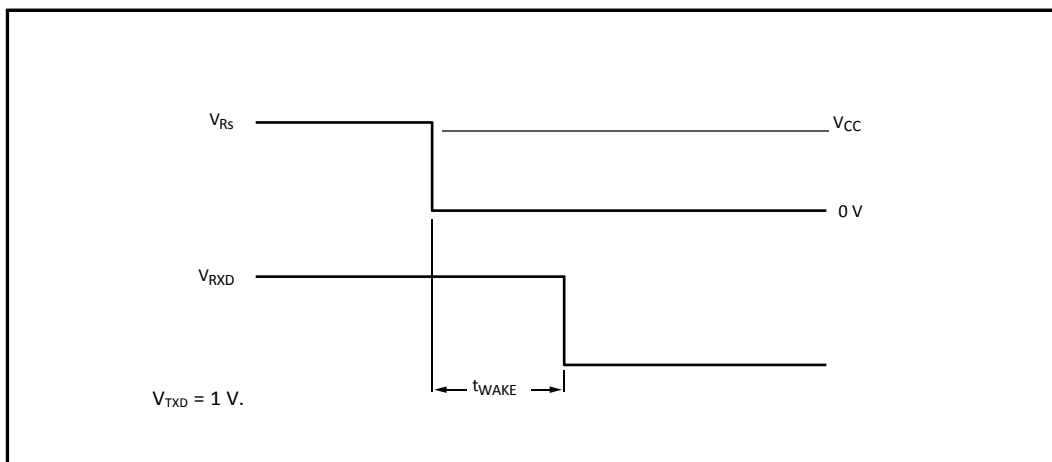 VRs
VCC
0 V
VRXD
tWAKE
VTXD = 1 V.